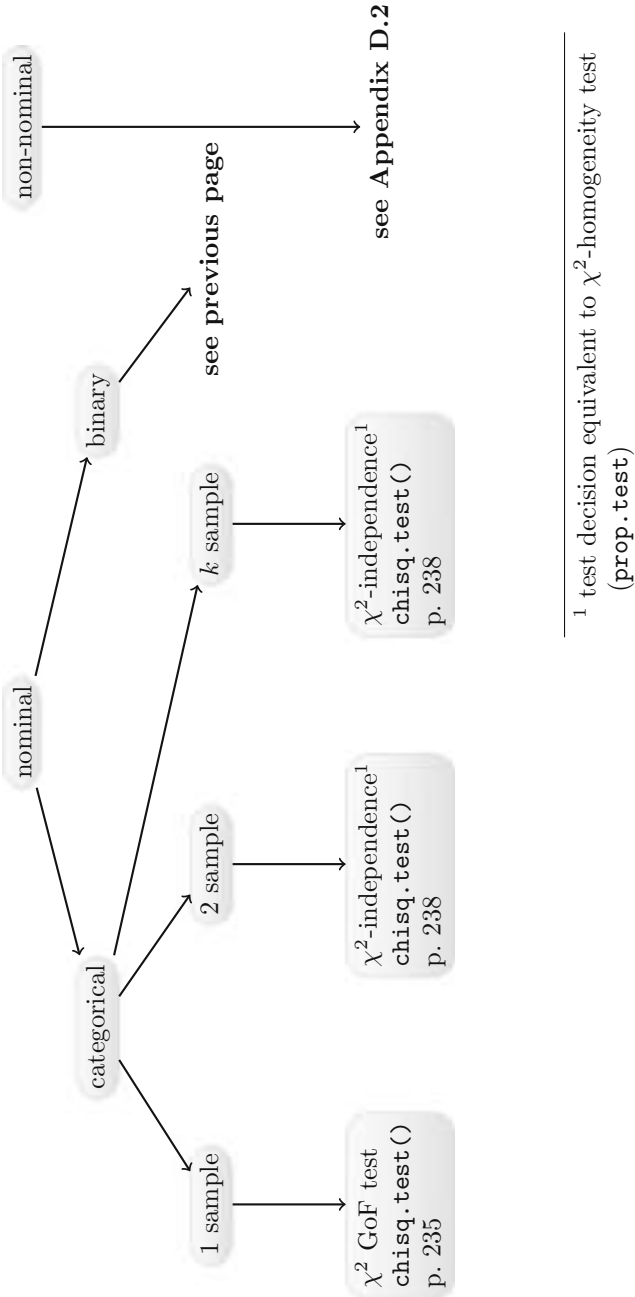 nominal
non-nominal
categorical
binary
1 sample
2 sample
k sample
see previous page
χ² GoF test
chisq.test()
p. 235
χ²-independence¹
chisq.test()
p. 238
χ²-independence¹
chisq.test()
p. 238
see Appendix D.2
¹ test decision equivalent to χ²-homogeneity test
(prop.test)